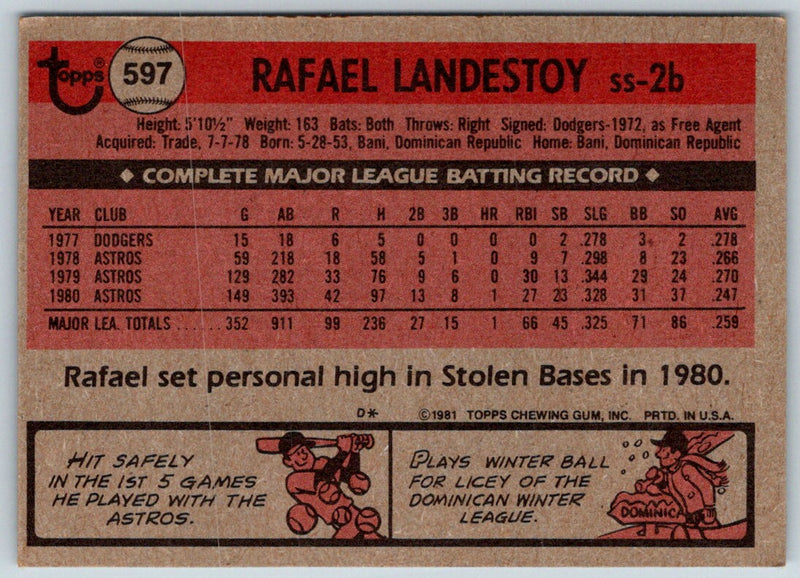 topps®
597
RAFAEL LANDESTOY ss-2b
Height: 5'10½" Weight: 163 Bats: Both Throws: Right Signed: Dodgers-1972, as Free Agent
Acquired: Trade, 7-7-78 Born: 5-28-53, Bani, Dominican Republic Home: Bani, Dominican Republic
◆ COMPLETE MAJOR LEAGUE BATTING RECORD ◆
YEAR CLUB G AB R H 2B 3B HR RBI SB SLG BB SO AVG
1977 DODGERS 15 18 6 5 0 0 0 0 2 .278 3 2 .278
1978 ASTROS 59 218 18 58 5 1 0 9 7 .298 8 23 .266
1979 ASTROS 129 282 33 76 9 6 0 30 13 .344 29 24 .270
1980 ASTROS 149 393 42 97 13 8 1 27 23 .328 31 37 .247
MAJOR LEA. TOTALS ...... 352 911 99 236 27 15 1 66 45 .325 71 86 .259
Rafael set personal high in Stolen Bases in 1980.
D* ©1981 TOPPS CHEWING GUM, INC. PRTD. IN U.S.A.
HIT SAFELY
IN THE 1ST 5 GAMES
HE PLAYED WITH THE
ASTROS.
PLAYS WINTER BALL
FOR LICEY OF THE
DOMINICAN WINTER
LEAGUE.
DOMINICA